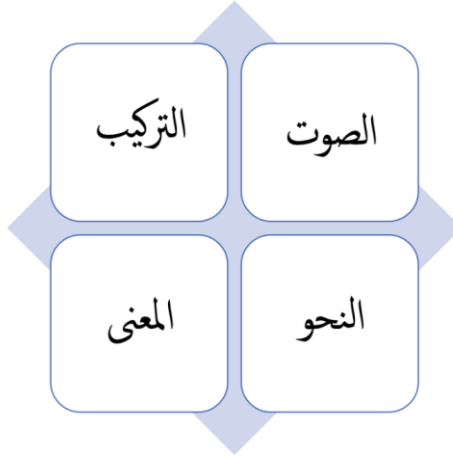 الصوت
التركيب
النحو
المعنى